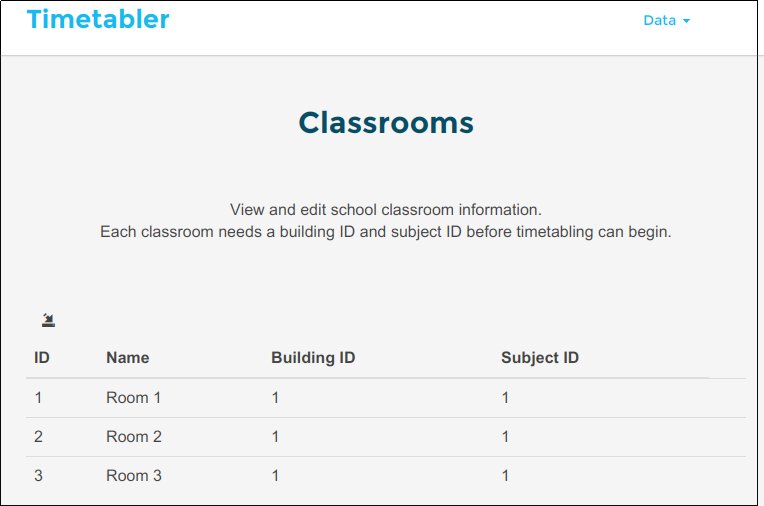 Timetabler
Data
Classrooms
View and edit school classroom information.
Each classroom needs a building ID and subject ID before timetabling can begin.
ID Name Building ID Subject ID
1 Room 1 1 1
2 Room 2 1 1
3 Room 3 1 1